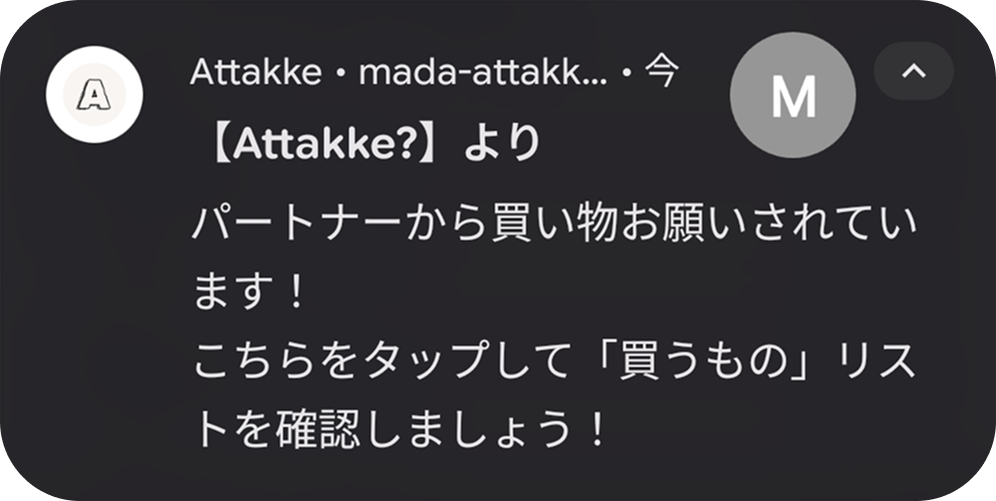 A
Attakke・mada-attakk...・今
M
【Attakke?】より
パートナーから買い物お願いされてい
ます！
こちらをタップして「買うもの」リス
トを確認しましょう！